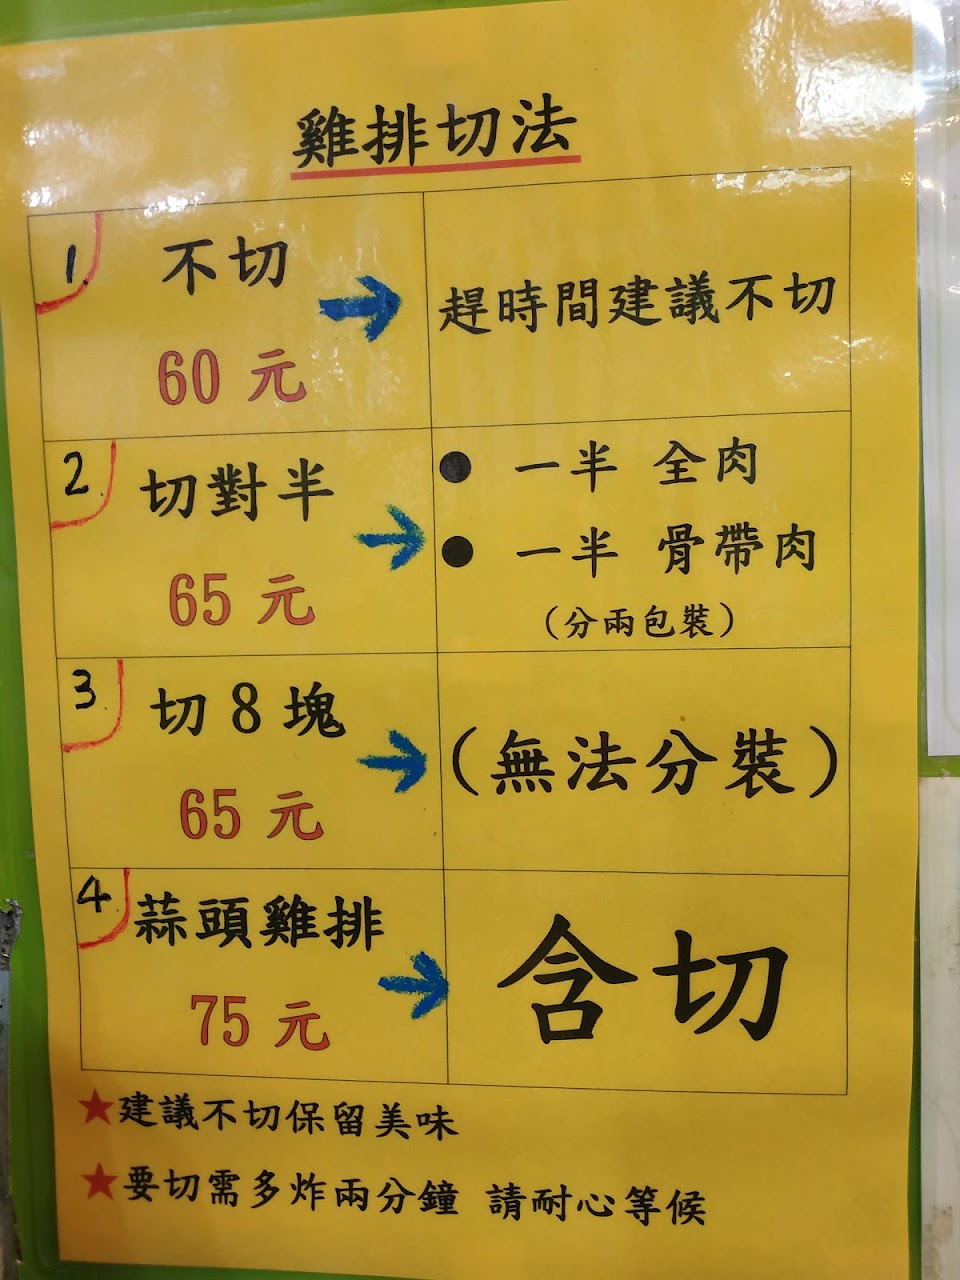 雞排切法
1.
不切
60 元
趕時間建議不切
2.
切對半
65 元
● 一半 全肉
● 一半 骨帶肉
（分兩包裝）
3
切8塊
65 元
（無法分裝）
4
蒜頭雞排
75 元
含切
★建議不切保留美味
★要切需多炸兩分鐘 請耐心等候